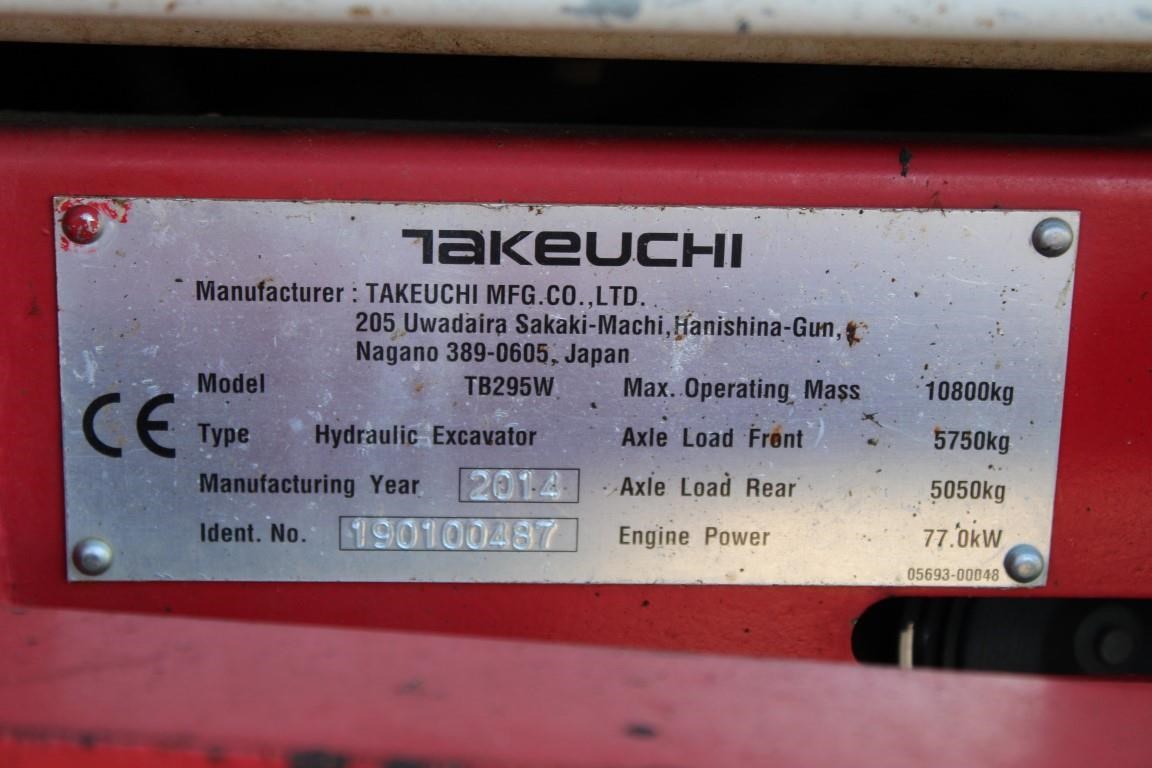 TAKEUCHI
Manufacturer : TAKEUCHI MFG.CO.,LTD.
205 Uwadaira Sakaki-Machi,Hanishina-Gun,
Nagano 389-0605, Japan
Model TB295W Max. Operating Mass 10800kg
CE Type Hydraulic Excavator Axle Load Front 5750kg
Manufacturing Year 2014 Axle Load Rear 5050kg
Ident. No. 190100487 Engine Power 77.0kW
05693-00048